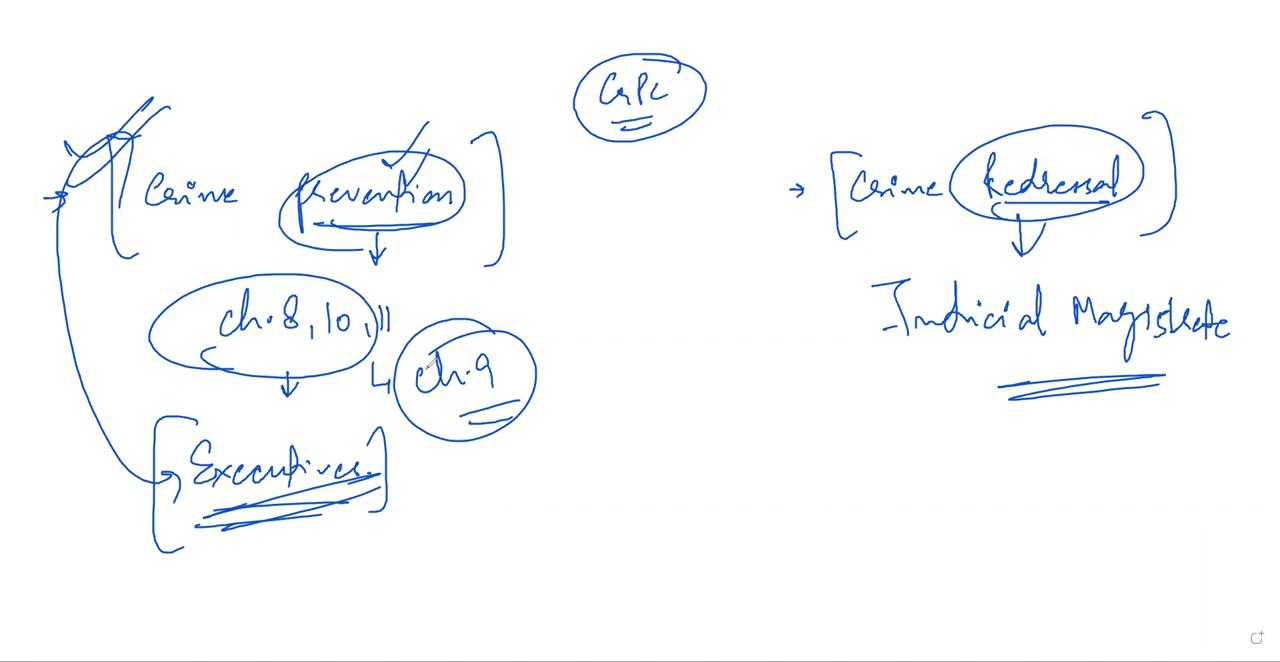 CrPC
Crime Prevention
Crime Redressal
ch. 8, 10, 11
Judicial Magistrate
ch. 9
Executives.